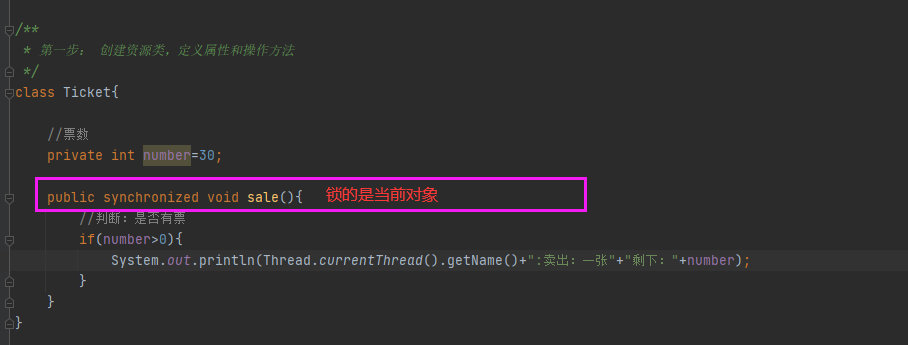 /**
 * 第一步： 创建资源类，定义属性和操作方法
 */
class Ticket{
//票数
private int number=30;
public synchronized void sale(){ 锁的是当前对象
//判断：是否有票
if(number>0){
System.out.println(Thread.currentThread().getName()+":卖出：一张"+"剩下："+number);
}
}
}